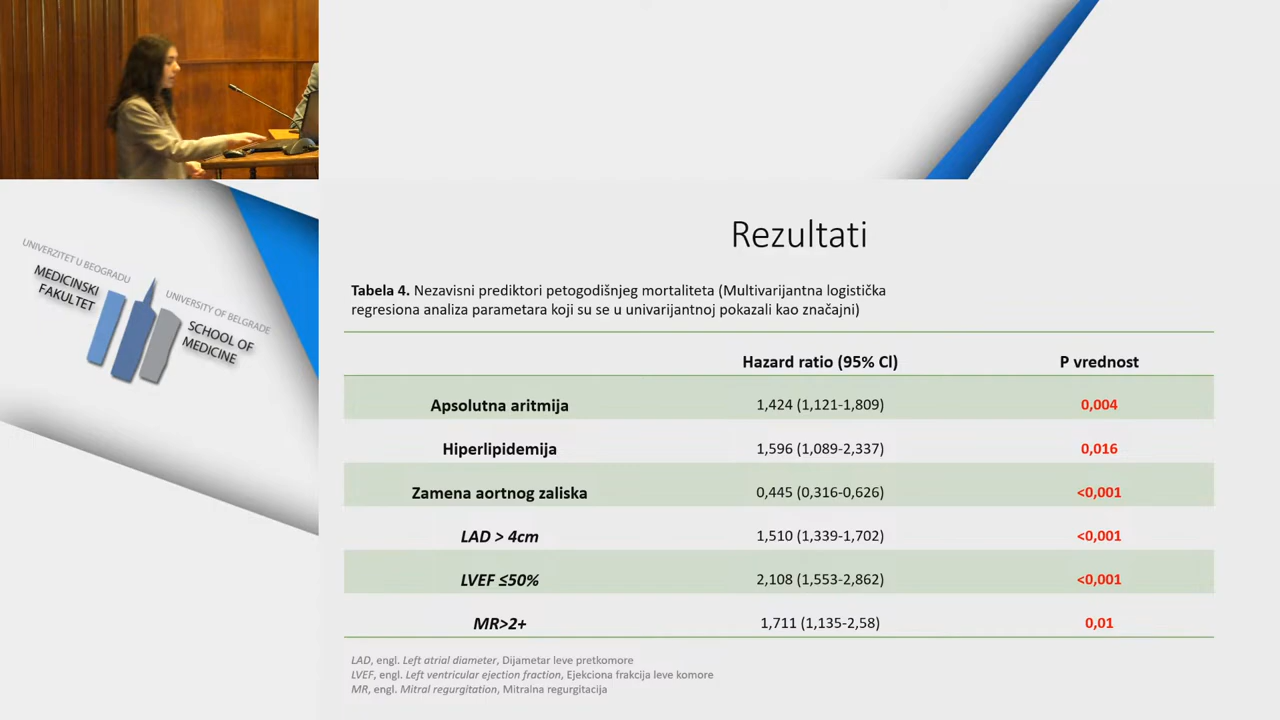 UNIVERZITET U BEOGRADU
MEDICINSKI
FAKULTET
UNIVERSITY OF BELGRADE
SCHOOL OF
MEDICINE
Rezultati
Tabela 4. Nezavisni prediktori petogodišnjeg mortaliteta (Multivarijantna logistička
regresiona analiza parametara koji su se u univarijantnoj pokazali kao značajni)
Hazard ratio (95% Cl) P vrednost
Apsolutna aritmija 1,424 (1,121-1,809) 0,004
Hiperlipidemija 1,596 (1,089-2,337) 0,016
Zamena aortnog zaliska 0,445 (0,316-0,626) <0,001
LAD > 4cm 1,510 (1,339-1,702) <0,001
LVEF ≤50% 2,108 (1,553-2,862) <0,001
MR>2+ 1,711 (1,135-2,58) 0,01
LAD, engl. Left atrial diameter, Dijametar leve pretkomore
LVEF, engl. Left ventricular ejection fraction, Ejekciona frakcija leve komore
MR, engl. Mitral regurgitation, Mitralna regurgitacija